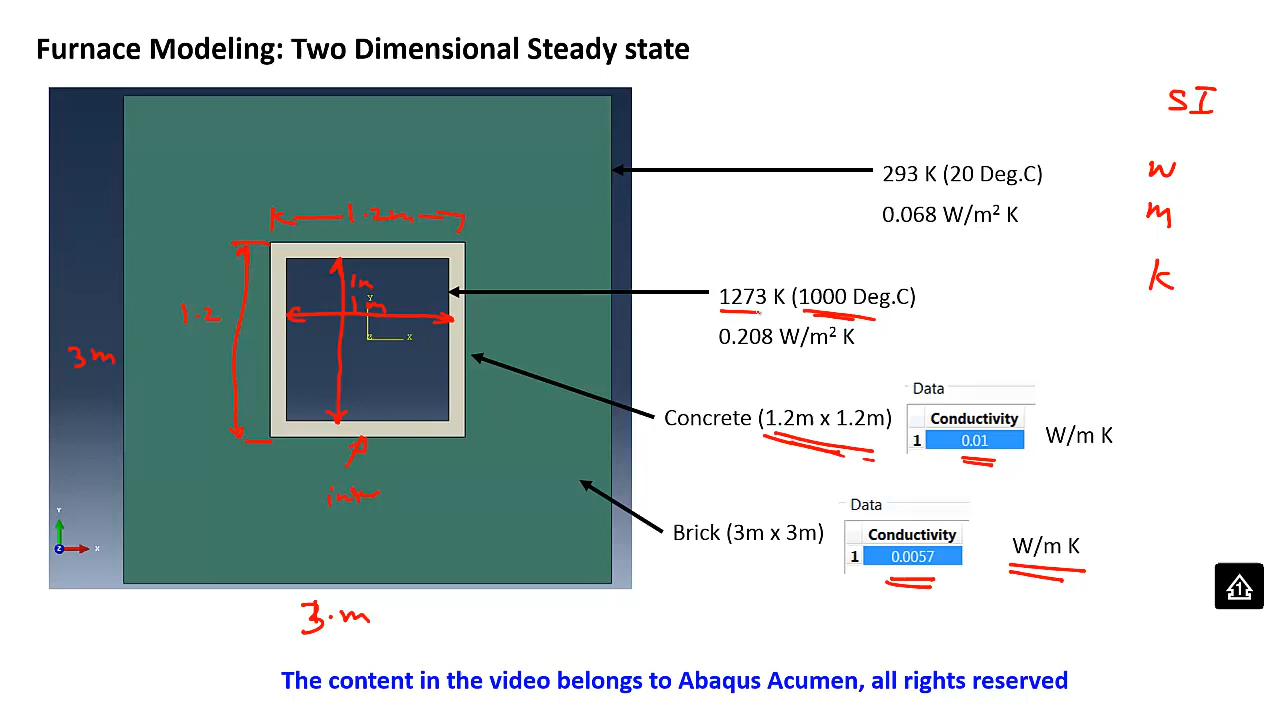 Furnace Modeling: Two Dimensional Steady state
SI
293 K (20 Deg.C)
W
0.068 W/m² K
m
k
1.2m
1m
1m
Y
Z X
1273 K (1000 Deg.C)
0.208 W/m² K
1.2
3m
Concrete (1.2m x 1.2m)
Data
Conductivity
1 0.01
W/m K
Brick (3m x 3m)
Data
Conductivity
1 0.0057
W/m K
Y
Z X
3.m
1
The content in the video belongs to Abaqus Acumen, all rights reserved